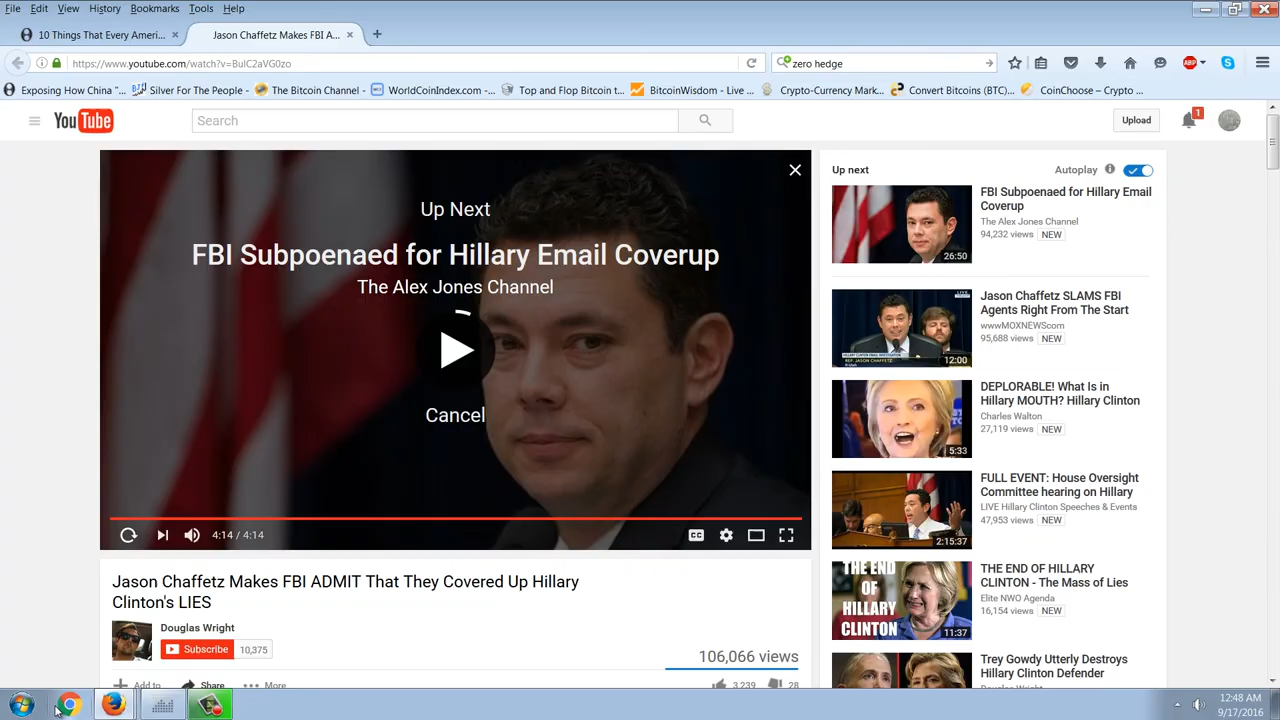 File Edit View History Bookmarks Tools Help
10 Things That Every Ameri...
Jason Chaffetz Makes FBI A...
https://www.youtube.com/watch?v=BulC2aVG0zo
zero hedge
Exposing How China "...
Silver For The People - ...
The Bitcoin Channel - ...
WorldCoinIndex.com -...
Top and Flop Bitcoin t...
BitcoinWisdom - Live ...
Crypto-Currency Mark...
Convert Bitcoins (BTC)...
CoinChoose – Crypto ...
ABP
YouTube
Search
Upload
1
Up Next
FBI Subpoenaed for Hillary Email Coverup
The Alex Jones Channel
Cancel
4:14 / 4:14
CC
Jason Chaffetz Makes FBI ADMIT That They Covered Up Hillary
Clinton's LIES
Douglas Wright
Subscribe 10,375
106,066 views
Add to Share More
3,239 28
Up next
Autoplay
FBI Subpoenaed for Hillary Email
Coverup
The Alex Jones Channel
94,232 views NEW
26:50
Jason Chaffetz SLAMS FBI
Agents Right From The Start
wwwMOXNEWScom
95,688 views NEW
12:00
DEPLORABLE! What Is in
Hillary MOUTH? Hillary Clinton
Charles Walton
27,119 views NEW
5:33
FULL EVENT: House Oversight
Committee hearing on Hillary
LIVE Hillary Clinton Speeches & Events
47,953 views NEW
2:15:37
THE END
OF
HILLARY
CLINTON
THE END OF HILLARY
CLINTON - The Mass of Lies
Elite NWO Agenda
16,154 views NEW
11:37
Trey Gowdy Utterly Destroys
Hillary Clinton Defender
12:48 AM
9/17/2016